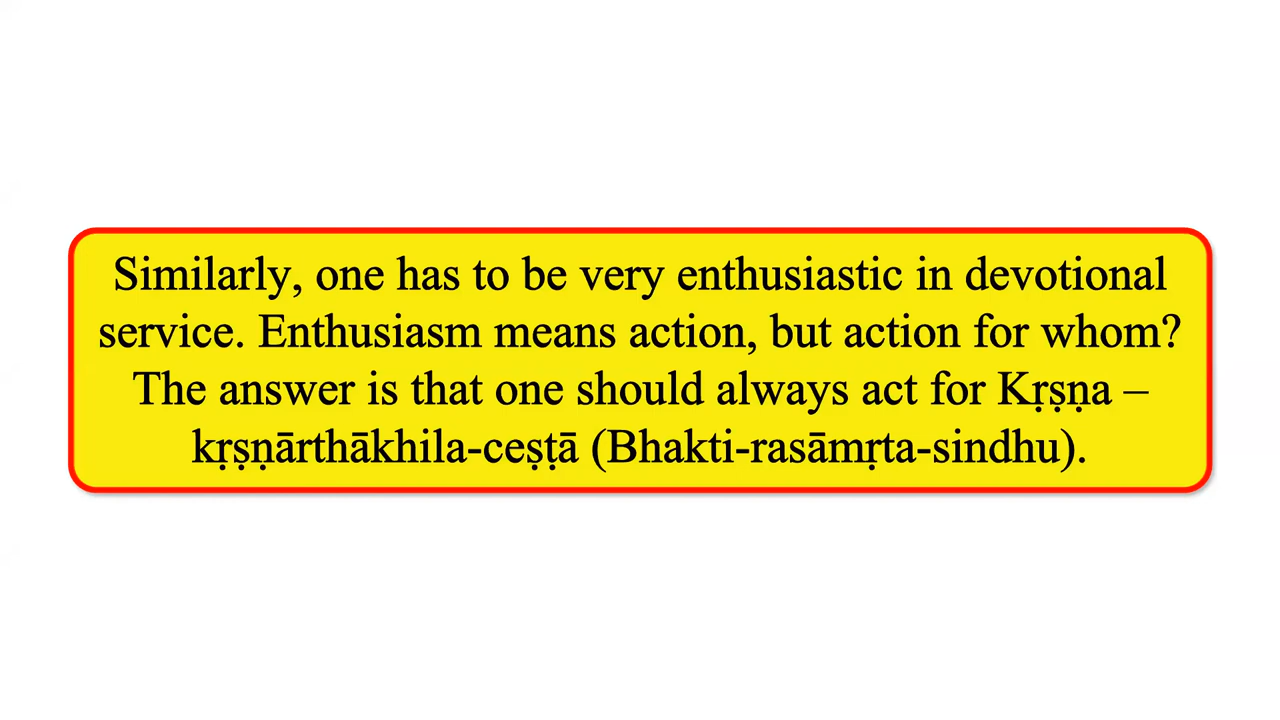 Similarly, one has to be very enthusiastic in devotional
service. Enthusiasm means action, but action for whom?
The answer is that one should always act for Kṛṣṇa –
kṛṣṇārthākhila-ceṣṭā (Bhakti-rasāmṛta-sindhu).